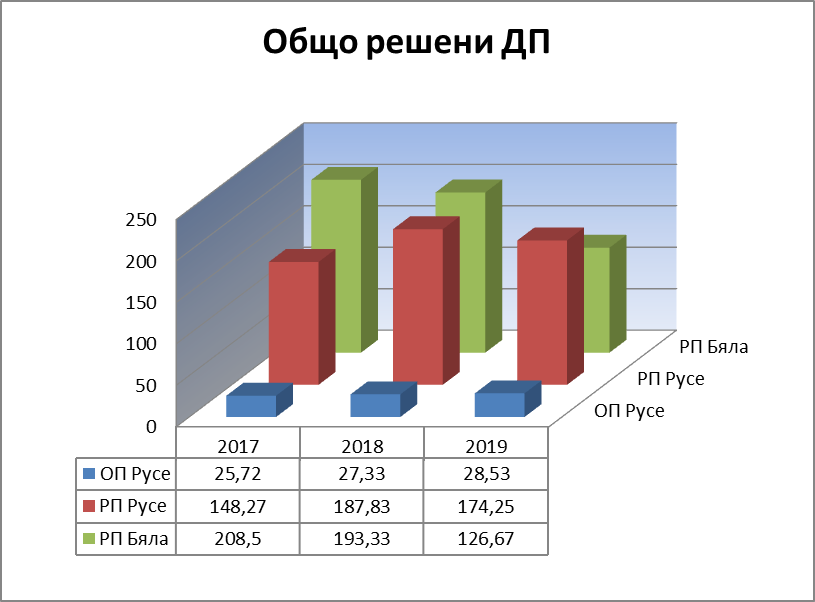 Общо решени ДП
250
200
150
100
50
0
РП Бяла
РП Русе
ОП Русе
2017 2018 2019
ОП Русе 25,72 27,33 28,53
РП Русе 148,27 187,83 174,25
РП Бяла 208,5 193,33 126,67